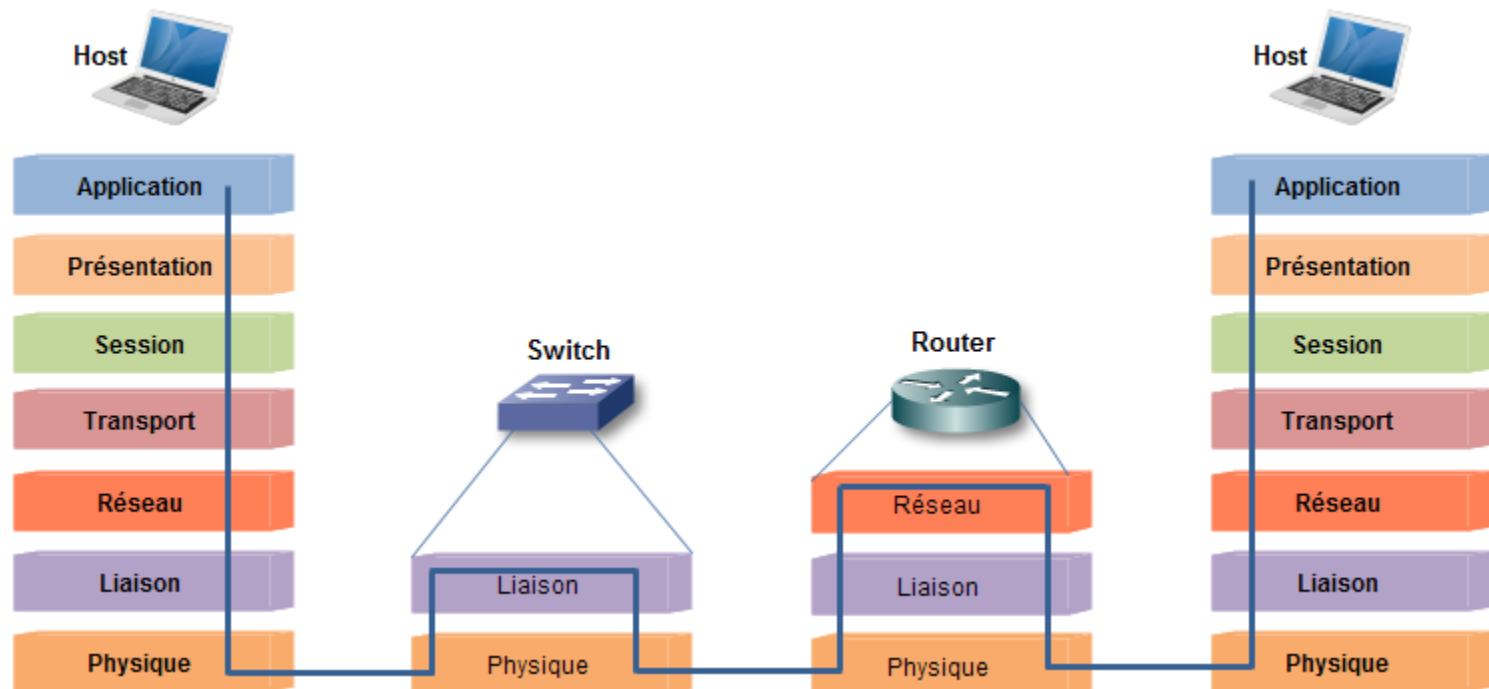 Host
Application
Présentation
Session
Transport
Réseau
Liaison
Physique
Switch
Liaison
Physique
Router
Réseau
Liaison
Physique
Host
Application
Présentation
Session
Transport
Réseau
Liaison
Physique